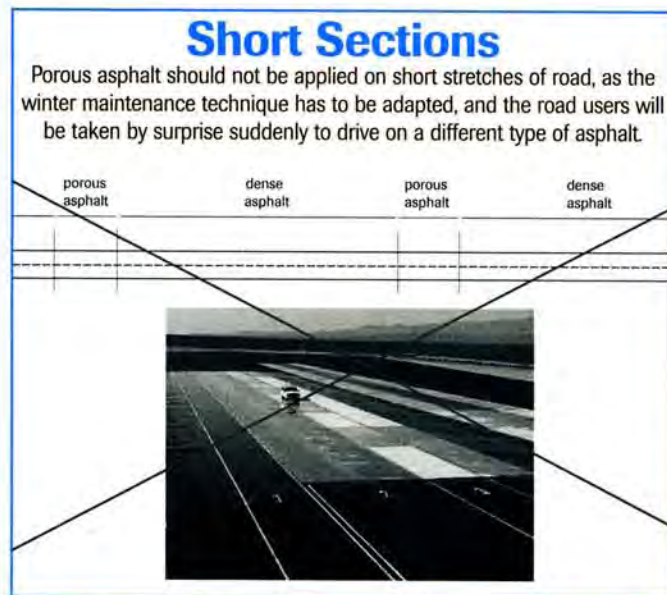 Short Sections
Porous asphalt should not be applied on short stretches of road, as the
winter maintenance technique has to be adapted, and the road users will
be taken by surprise suddenly to drive on a different type of asphalt.
porous asphalt
dense asphalt
porous asphalt
dense asphalt